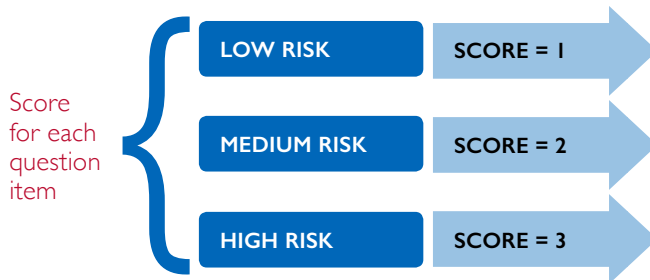 Score
for each
question
item
LOW RISK
SCORE = 1
MEDIUM RISK
SCORE = 2
HIGH RISK
SCORE = 3